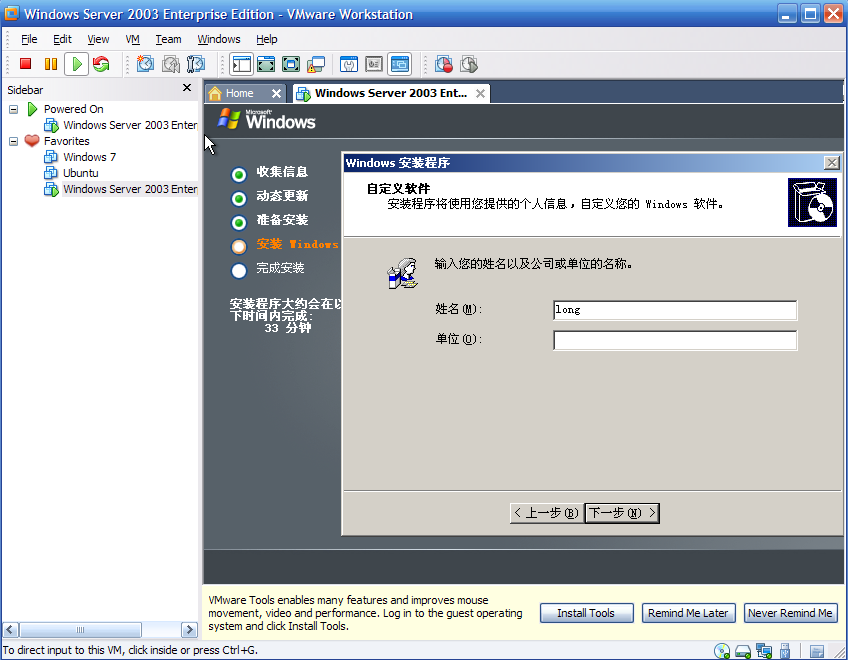 Windows Server 2003 Enterprise Edition - VMware Workstation
File Edit View VM Team Windows Help
Sidebar
Powered On
Windows Server 2003 Enter
Favorites
Windows 7
Ubuntu
Windows Server 2003 Enter
Home
Windows Server 2003 Ent...
Microsoft
Windows
收集信息
动态更新
准备安装
安装 Windows
完成安装
安装程序大约会在以
下时间内完成:
33 分钟
Windows 安装程序
自定义软件
安装程序将使用您提供的个人信息，自定义您的 Windows 软件。
输入您的姓名以及公司或单位的名称。
姓名(M): long
单位(O):
< 上一步(B) 下一步(N) >
VMware Tools enables many features and improves mouse
movement, video and performance. Log in to the guest operating
system and click Install Tools.
Install Tools Remind Me Later Never Remind Me
To direct input to this VM, click inside or press Ctrl+G.